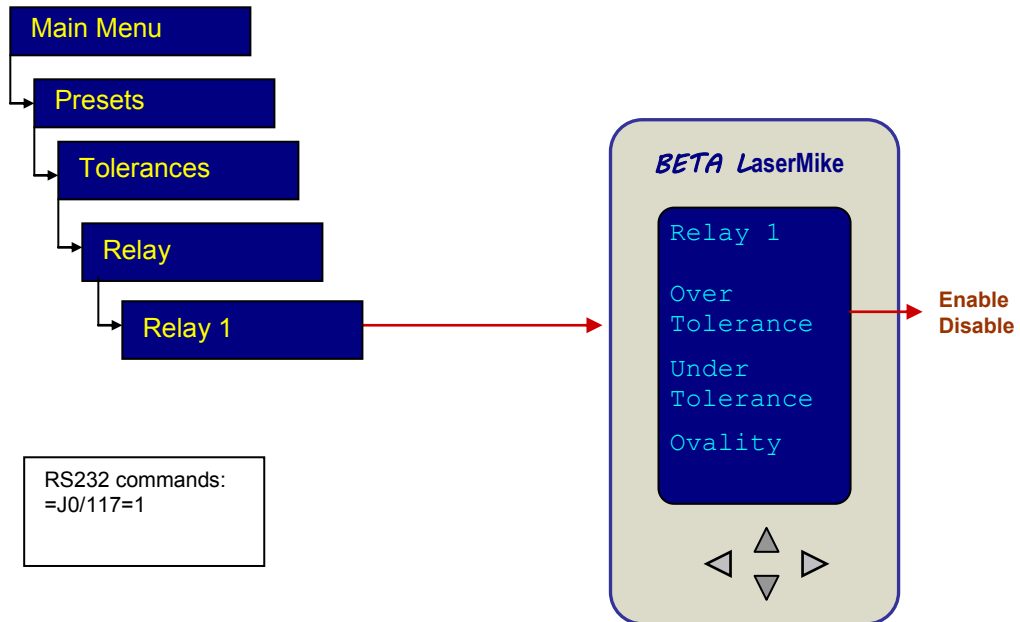 Main Menu
Presets
Tolerances
Relay
Relay 1
RS232 commands:
=J0/117=1
BETA LaserMike
Relay 1
Over
Tolerance
Under
Tolerance
Ovality
Enable
Disable